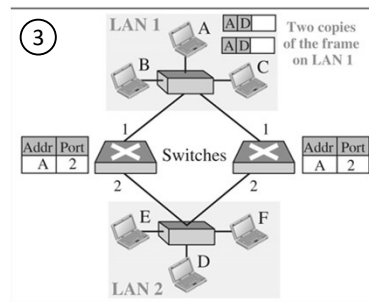 3
LAN 1
A
A D
A D
Two copies
of the frame
on LAN 1
B
C
1
1
Addr Port
A 2
Switches
Addr Port
A 2
2
2
E
F
D
LAN 2